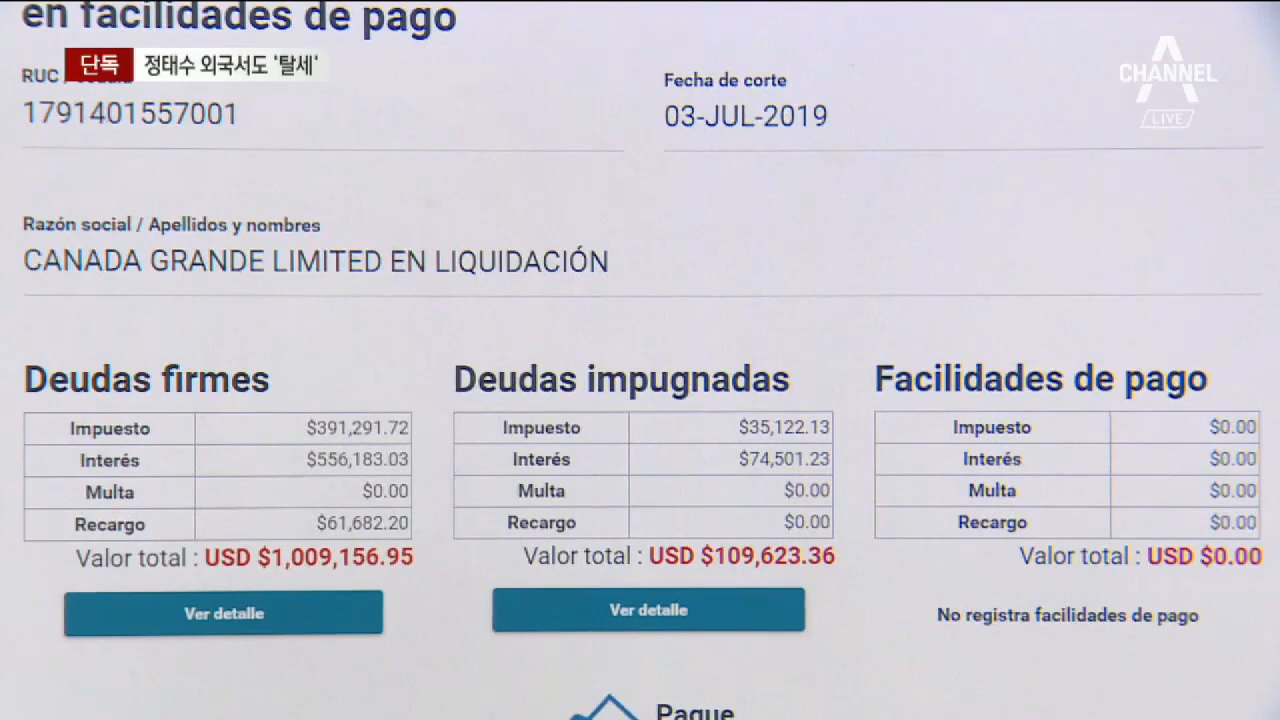 en facilidades de pago
단독 정태수 외국서도 '탈세'
RUC
1791401557001
Fecha de corte
03-JUL-2019
CHANNEL
LIVE
Razón social / Apellidos y nombres
CANADA GRANDE LIMITED EN LIQUIDACIÓN
Deudas firmes
Impuesto $391,291.72
Interés $556,183.03
Multa $0.00
Recargo $61,682.20
Valor total : USD $1,009,156.95
Ver detalle
Deudas impugnadas
Impuesto $35,122.13
Interés $74,501.23
Multa $0.00
Recargo $0.00
Valor total : USD $109,623.36
Ver detalle
Facilidades de pago
Impuesto $0.00
Interés $0.00
Multa $0.00
Recargo $0.00
Valor total : USD $0.00
No registra facilidades de pago
Pague